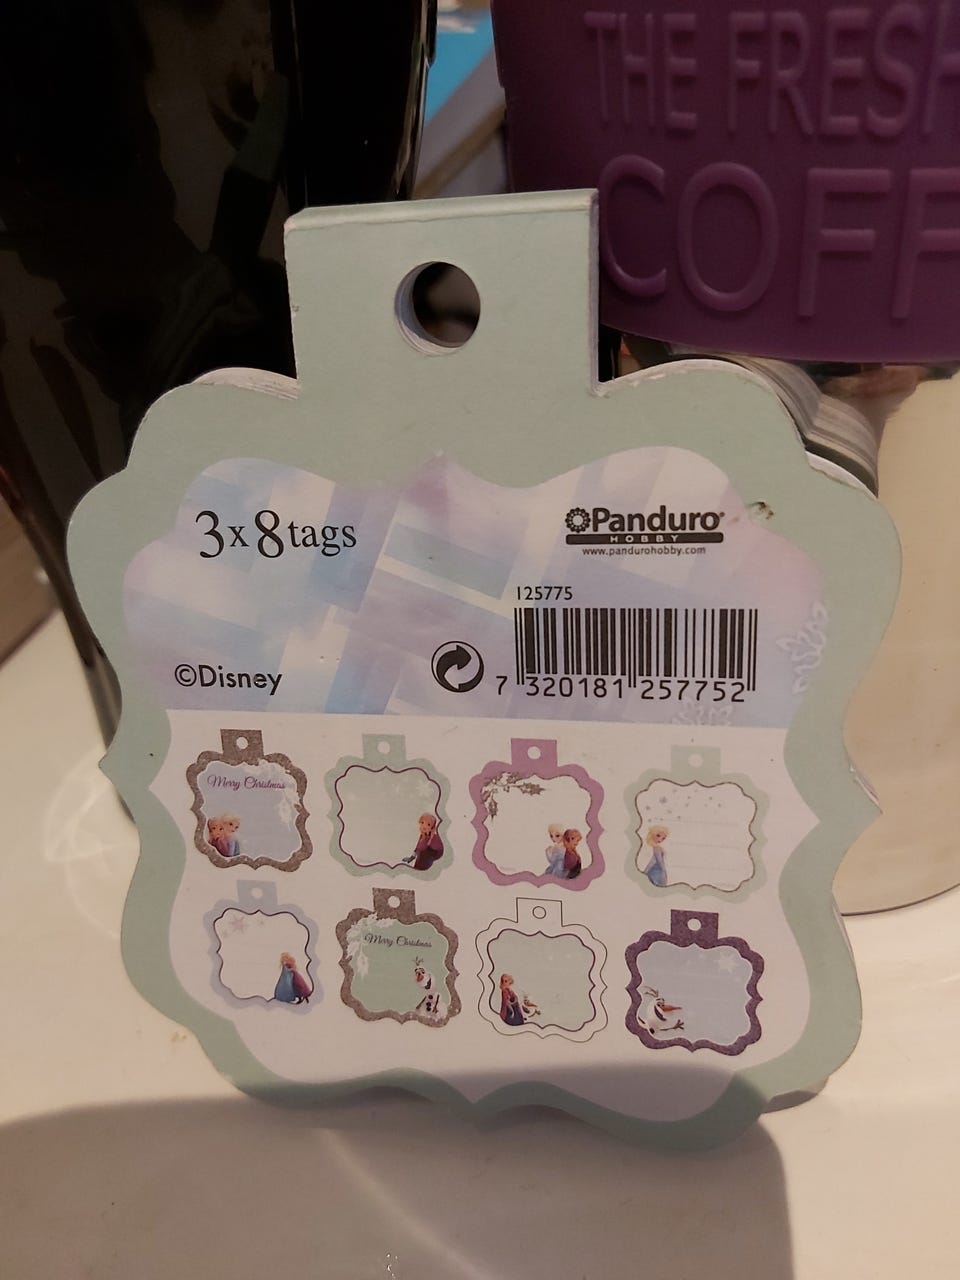 THE FRESH
COFF
3x8tags
Panduro
HOBBY
www.pandurohobby.com
125775
©Disney
7 320181 257752
Merry Christmas
Merry Christmas